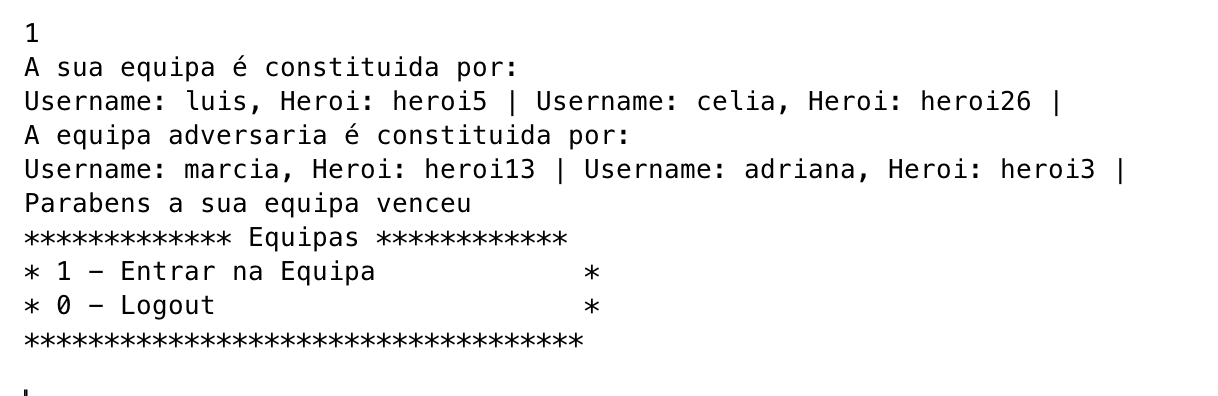 1
A sua equipa é constituida por:
Username: luis, Heroi: heroi5 | Username: celia, Heroi: heroi26 |
A equipa adversaria é constituida por:
Username: marcia, Heroi: heroi13 | Username: adriana, Heroi: heroi3 |
Parabens a sua equipa venceu
************* Equipas ************
* 1 – Entrar na Equipa             *
* 0 – Logout                       *
***********************************